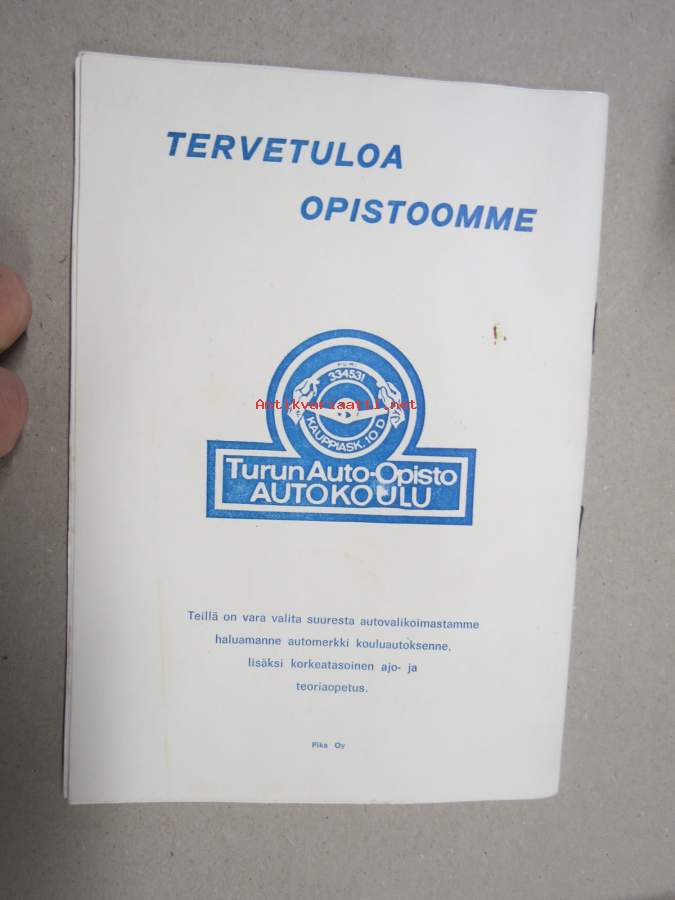 TERVETULOA
OPISTOOMME
334531
Antikvariaatti.net
KAUPPIASK. 10 D
Turun Auto-Opisto
AUTOKOULU
Teillä on vara valita suuresta autovalikoimastamme
haluamanne automerkki kouluautoksenne,
lisäksi korkeatasoinen ajo- ja
teoriaopetus.
Pika Oy